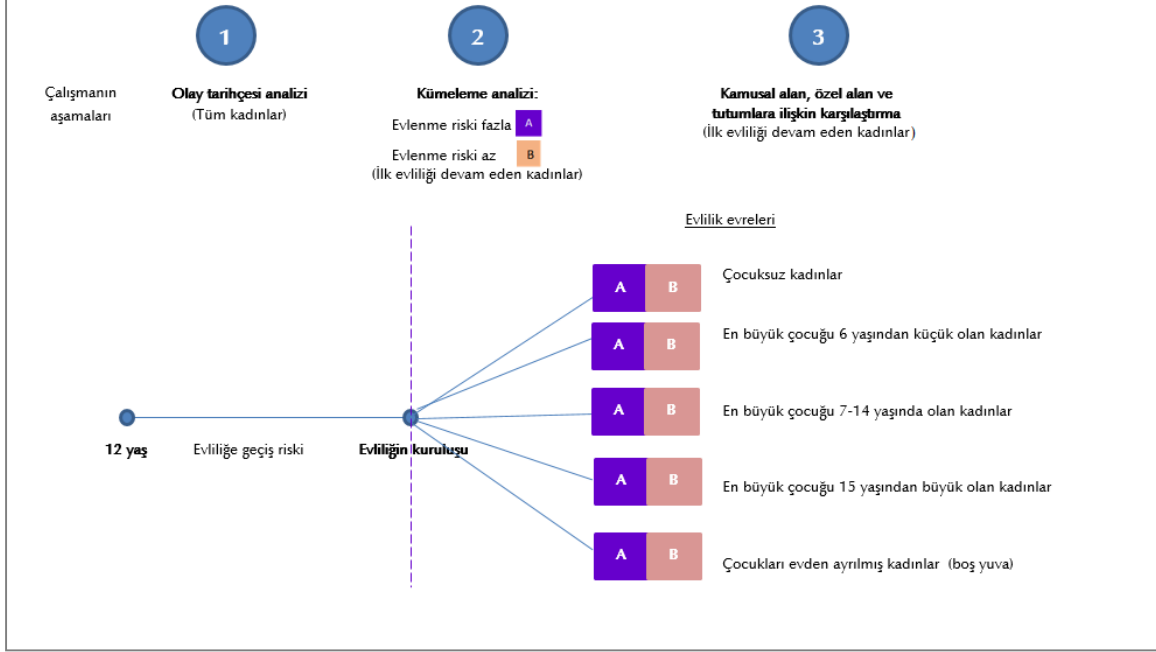 1
2
3
Çalışmanın
aşamaları
Olay tarihçesi analizi
(Tüm kadınlar)
Kümeleme analizi:
Evlenme riski fazla A
Evlenme riski az B
(İlk evliliği devam eden kadınlar)
Kamusal alan, özel alan ve
tutumlara ilişkin karşılaştırma
(İlk evliliği devam eden kadınlar)
Evlilik evreleri
A B Çocuksuz kadınlar
A B En büyük çocuğu 6 yaşından küçük olan kadınlar
A B En büyük çocuğu 7-14 yaşında olan kadınlar
12 yaş Evliliğe geçiş riski Evliliğin kuruluşu
A B En büyük çocuğu 15 yaşından büyük olan kadınlar
A B Çocukları evden ayrılmış kadınlar (boş yuva)